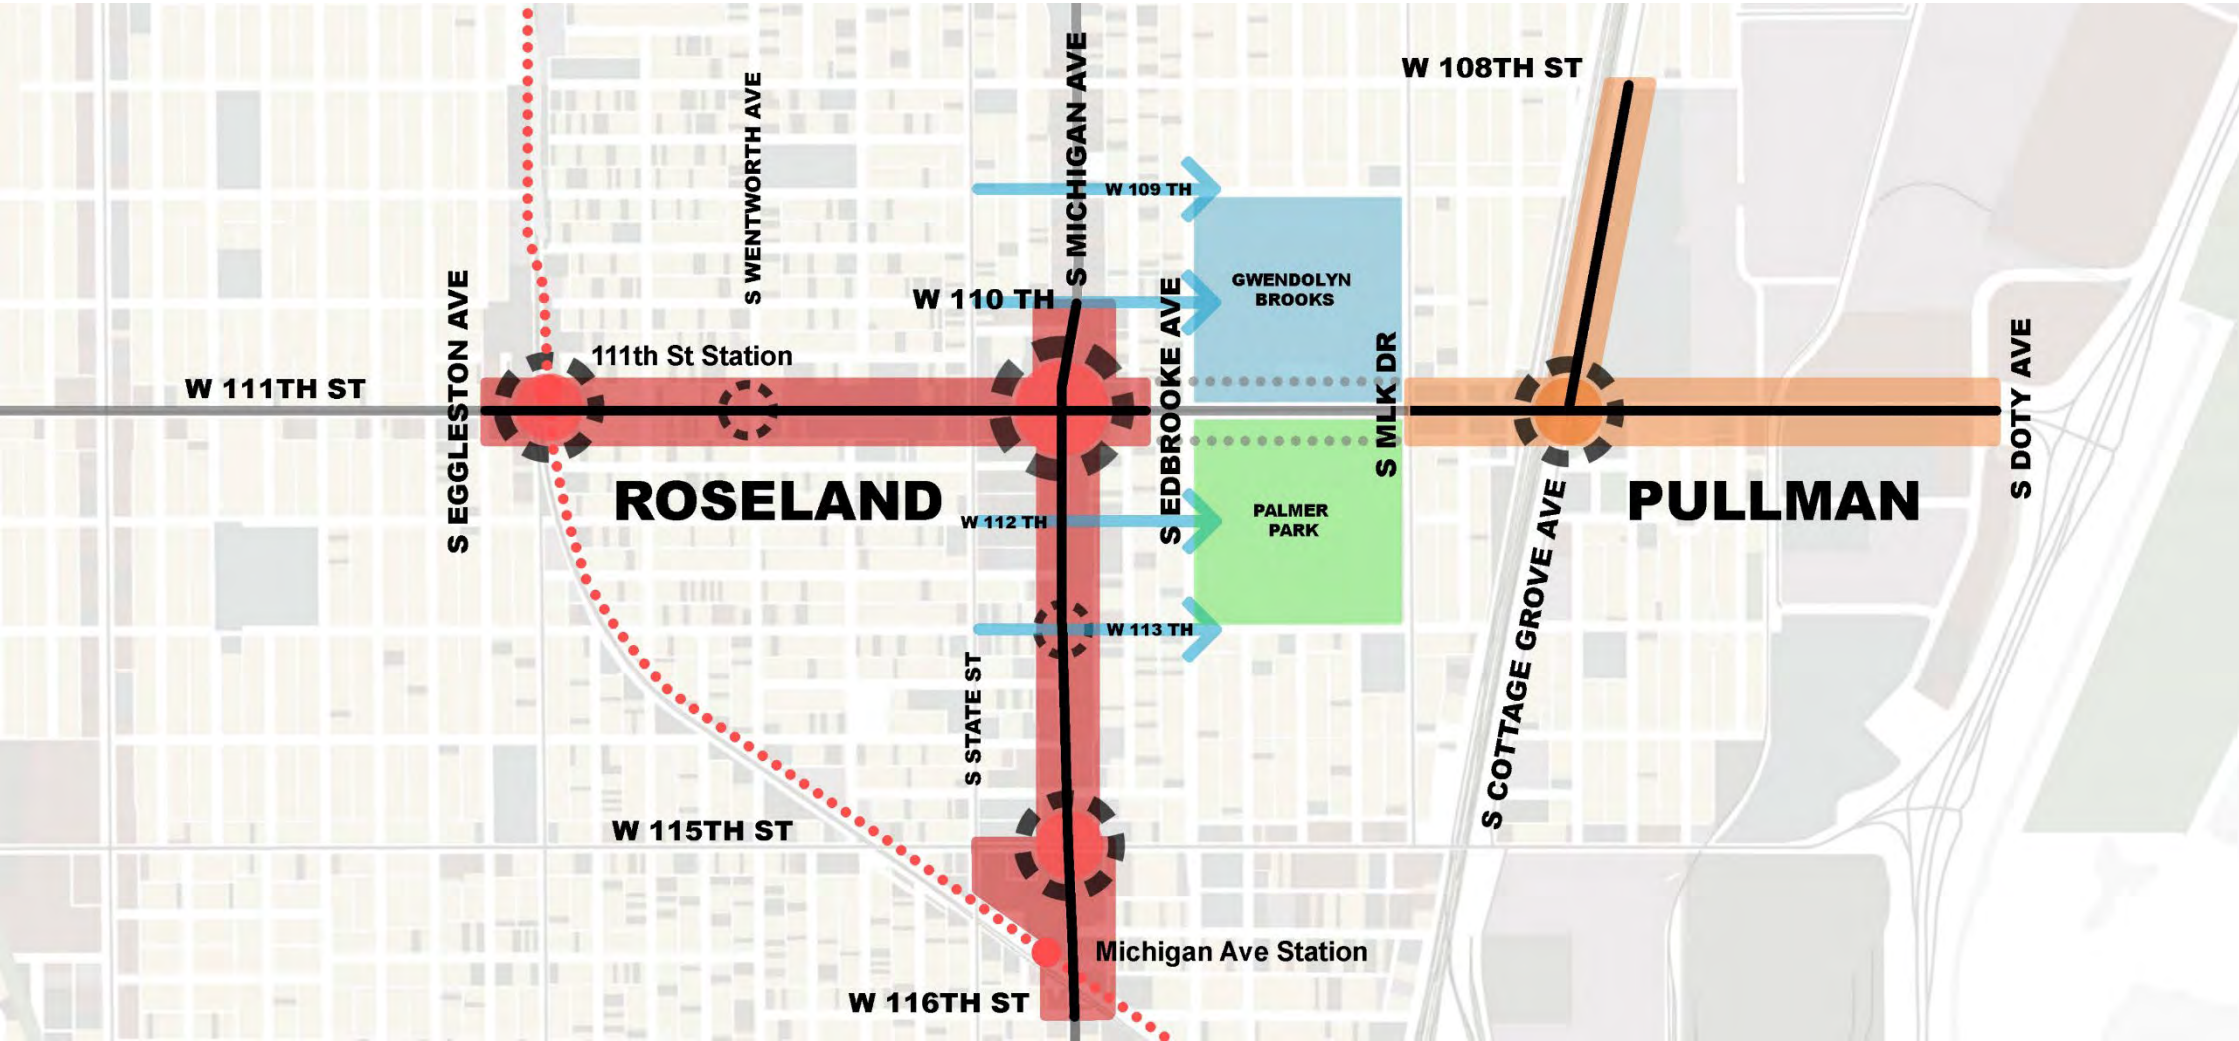 W 108TH ST
S MICHIGAN AVE
S WENTWORTH AVE
W 109 TH
GWENDOLYN
BROOKS
W 110 TH
S EGGLESTON AVE
S EDBROOKE AVE
S MLK DR
S DOTY AVE
111th St Station
W 111TH ST
ROSELAND
PULLMAN
W 112 TH
PALMER
PARK
S COTTAGE GROVE AVE
W 113 TH
S STATE ST
W 115TH ST
Michigan Ave Station
W 116TH ST